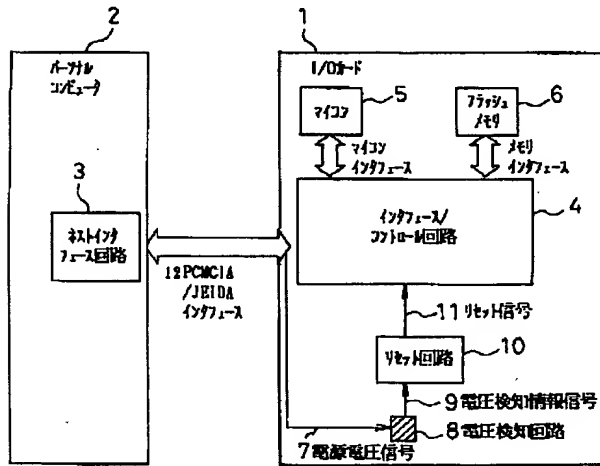 2
1
パーソナル
コンピュータ
I/Oカード
マイコン
5
フラッシュ
メモリ
6
マイコン
インタフェース
メモリ
インタフェース
3
ネストインタ
フェース回路
インタフェース/
コントロール回路
4
12PCMCIA
/JEIDA
インタフェース
11リセット信号
リセット回路
10
9電圧検知情報信号
8電圧検知回路
7電源電圧信号